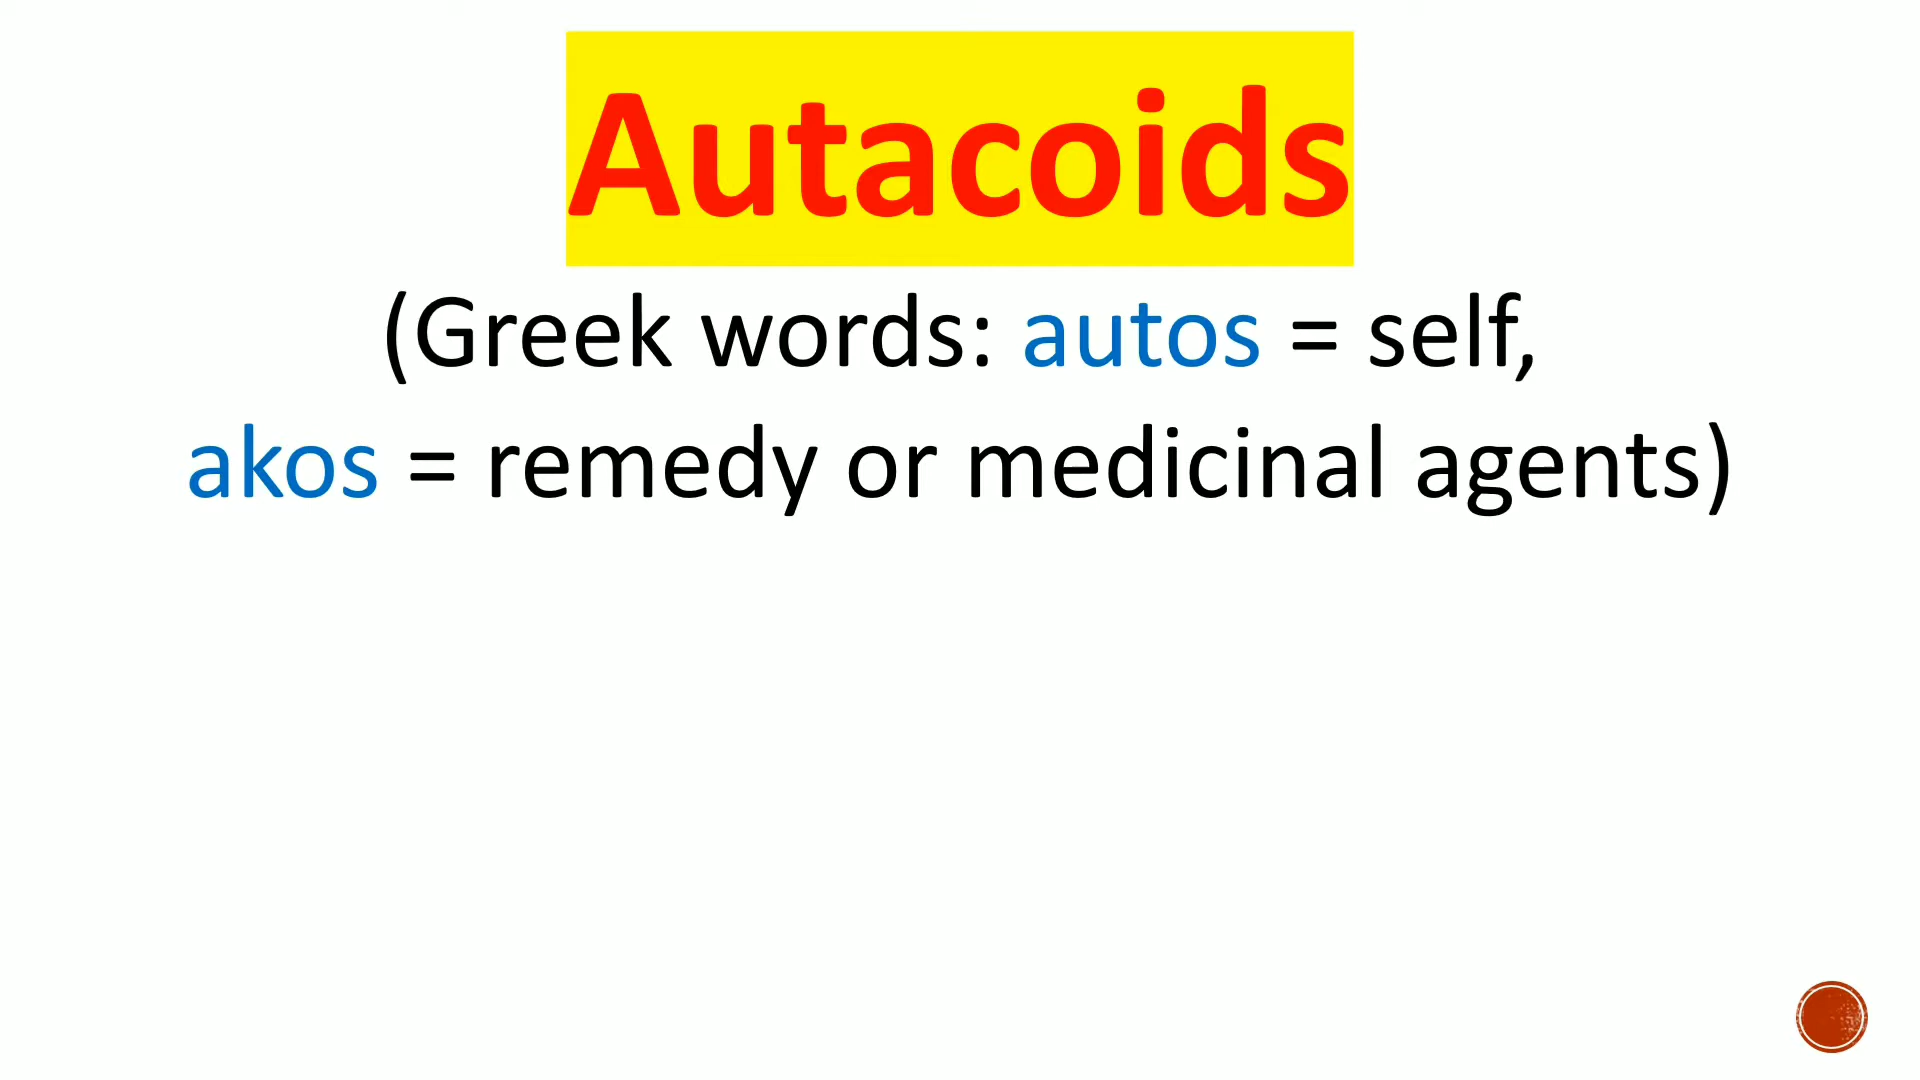 Autacoids
(Greek words: autos = self,
akos = remedy or medicinal agents)